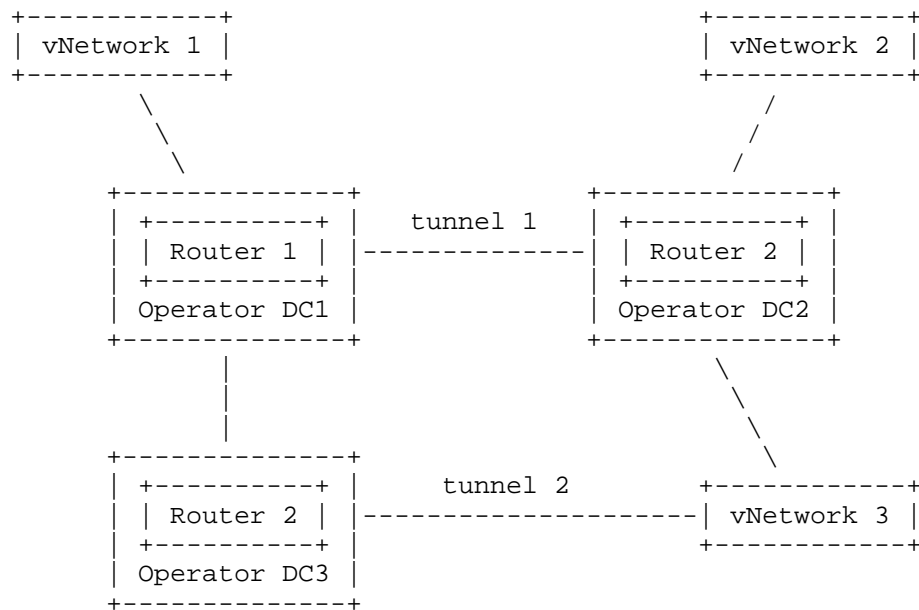 vNetwork 1 vNetwork 2
tunnel 1
Router 1 Router 2
Operator DC1 Operator DC2
tunnel 2
Router 2 vNetwork 3
Operator DC3